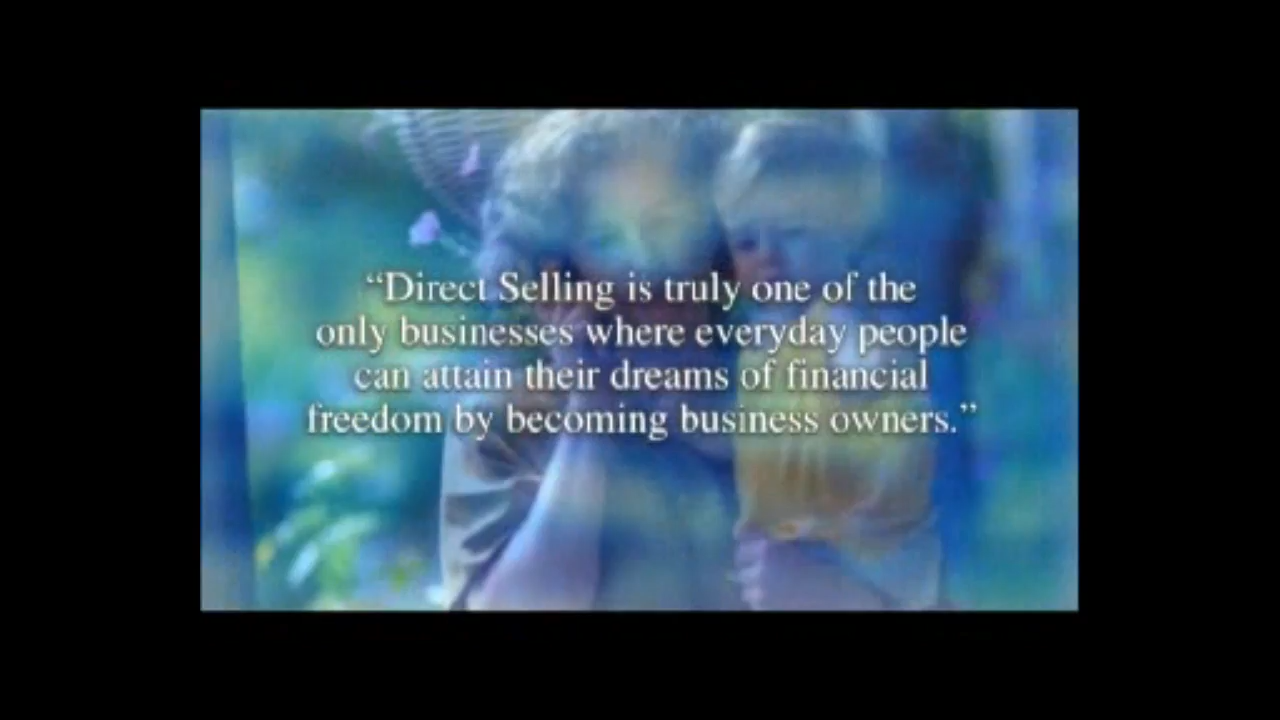 “Direct Selling is truly one of the
only businesses where everyday people
can attain their dreams of financial
freedom by becoming business owners.”